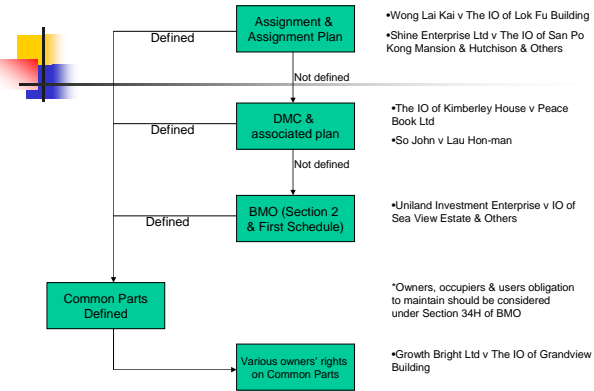 Assignment &
Assignment Plan
Defined
•Wong Lai Kai v The IO of Lok Fu Building
•Shine Enterprise Ltd v The IO of San Po
Kong Mansion & Hutchison & Others
Not defined
DMC &
associated plan
Defined
•The IO of Kimberley House v Peace
Book Ltd
•So John v Lau Hon-man
Not defined
BMO (Section 2
& First Schedule)
Defined
•Uniland Investment Enterprise v IO of
Sea View Estate & Others
Common Parts
Defined
*Owners, occupiers & users obligation
to maintain should be considered
under Section 34H of BMO
Various owners' rights
on Common Parts
•Growth Bright Ltd v The IO of Grandview
Building